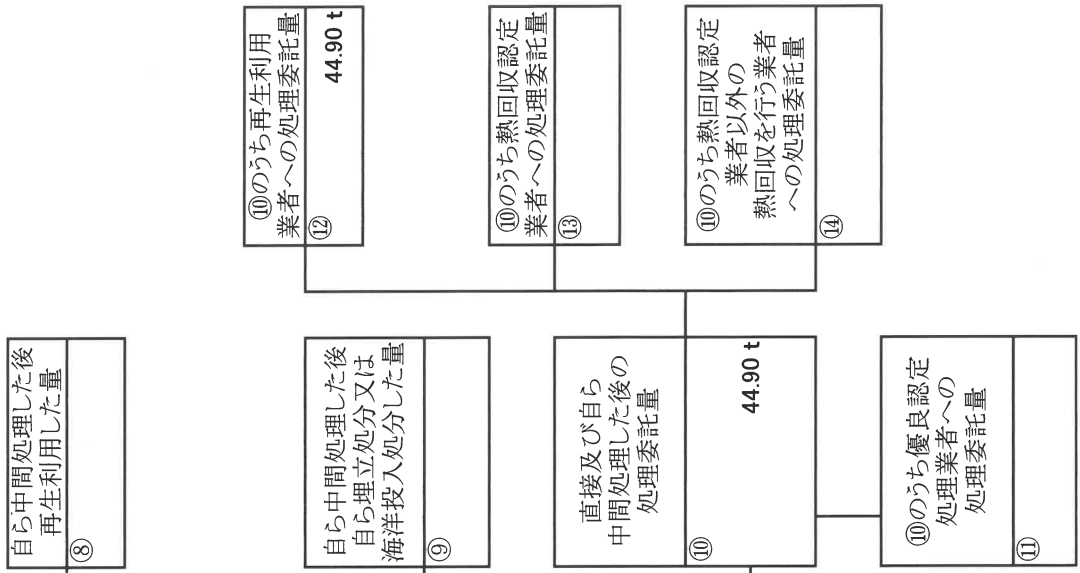 自ら中間処理した後
再生利用した量
⑧
自ら中間処理した後
自ら埋立処分又は
海洋投入処分した量
⑨
直接及び自ら
中間処理した後の
処理委託量
⑩
44.90 t
⑩のうち優良認定
処理業者への
処理委託量
⑪
⑩のうち再生利用
業者への処理委託量
⑫
44.90 t
⑩のうち熱回収認定
業者への処理委託量
⑬
⑩のうち熱回収認定
業者以外の
熱回収を行う業者
への処理委託量
⑭